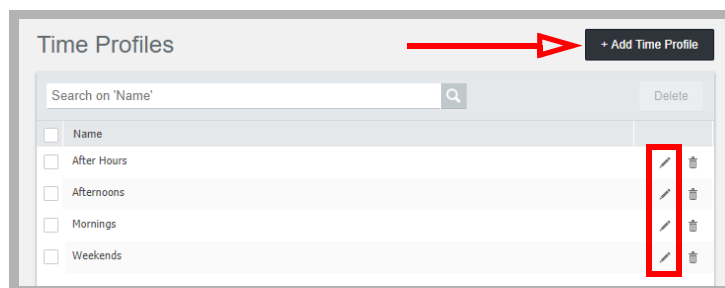 Time Profiles
+ Add Time Profile
Search on 'Name'
Delete
Name
After Hours
Afternoons
Mornings
Weekends